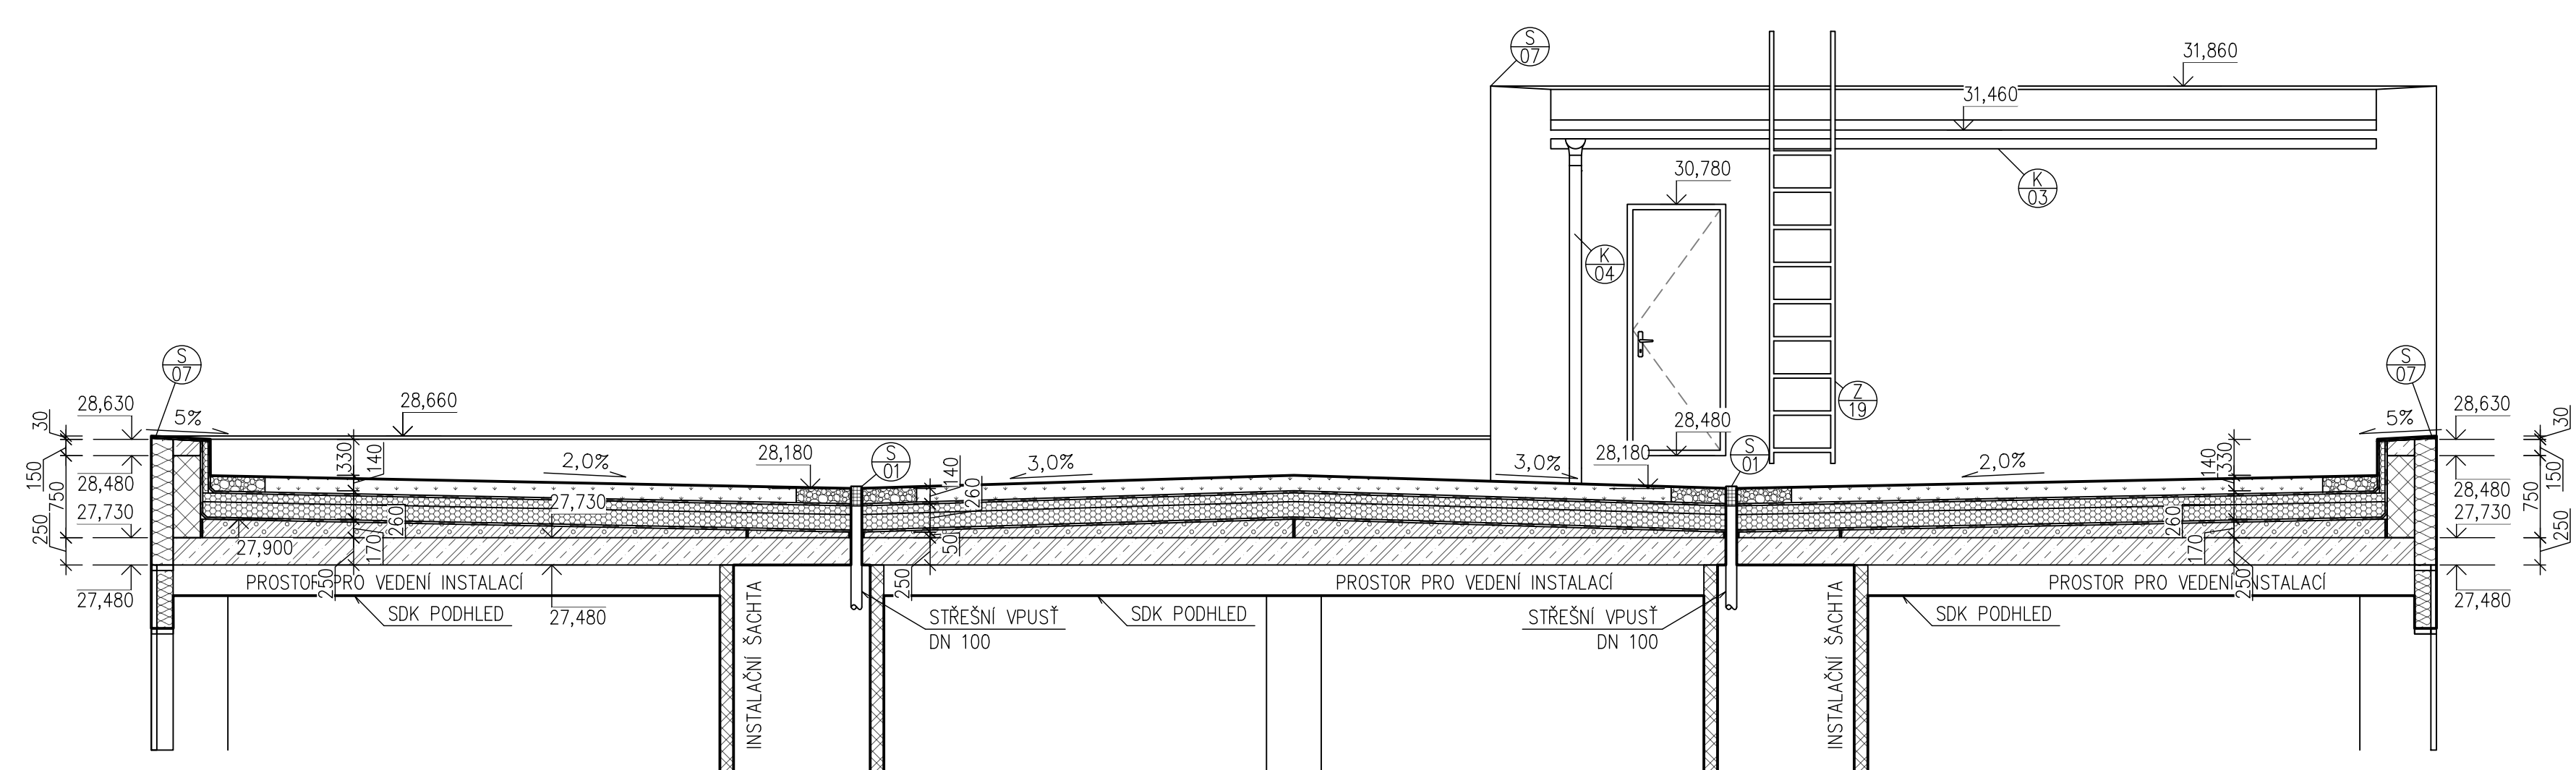 S
07
31,860
31,460
30,780
K
03
K
04
Z
19
S
07
S
07
28,630
5%
28,660
28,480
5%
28,630
30
150
750
250
28,480
27,730
27,480
330
140
2,0%
28,180
S
01
140
260
3,0%
3,0%
28,180
S
01
2,0%
140
330
30
150
750
250
28,480
27,730
27,480
27,900
260
170
250
27,730
27,480
50
250
260
170
250
PROSTOR PRO VEDENÍ INSTALACÍ
PROSTOR PRO VEDENÍ INSTALACÍ
PROSTOR PRO VEDENÍ INSTALACÍ
SDK PODHLED
INSTALAČNÍ ŠACHTA
STŘEŠNÍ VPUSŤ
DN 100
SDK PODHLED
STŘEŠNÍ VPUSŤ
DN 100
INSTALAČNÍ ŠACHTA
SDK PODHLED